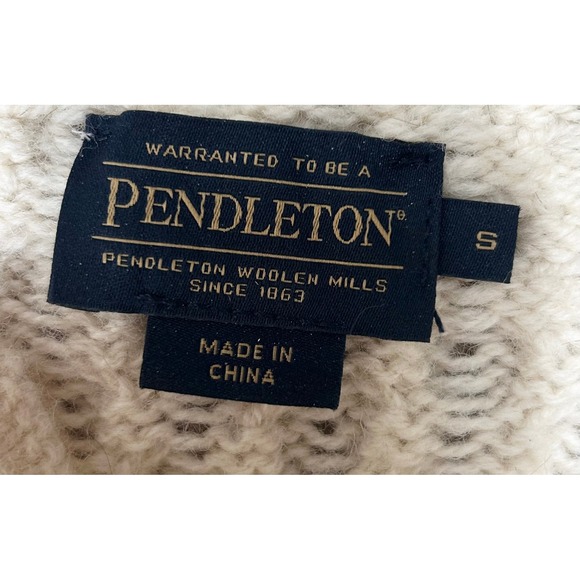 WARRANTED TO BE A
PENDLETON®
S
PENDLETON WOOLEN MILLS
SINCE 1863
MADE IN
CHINA